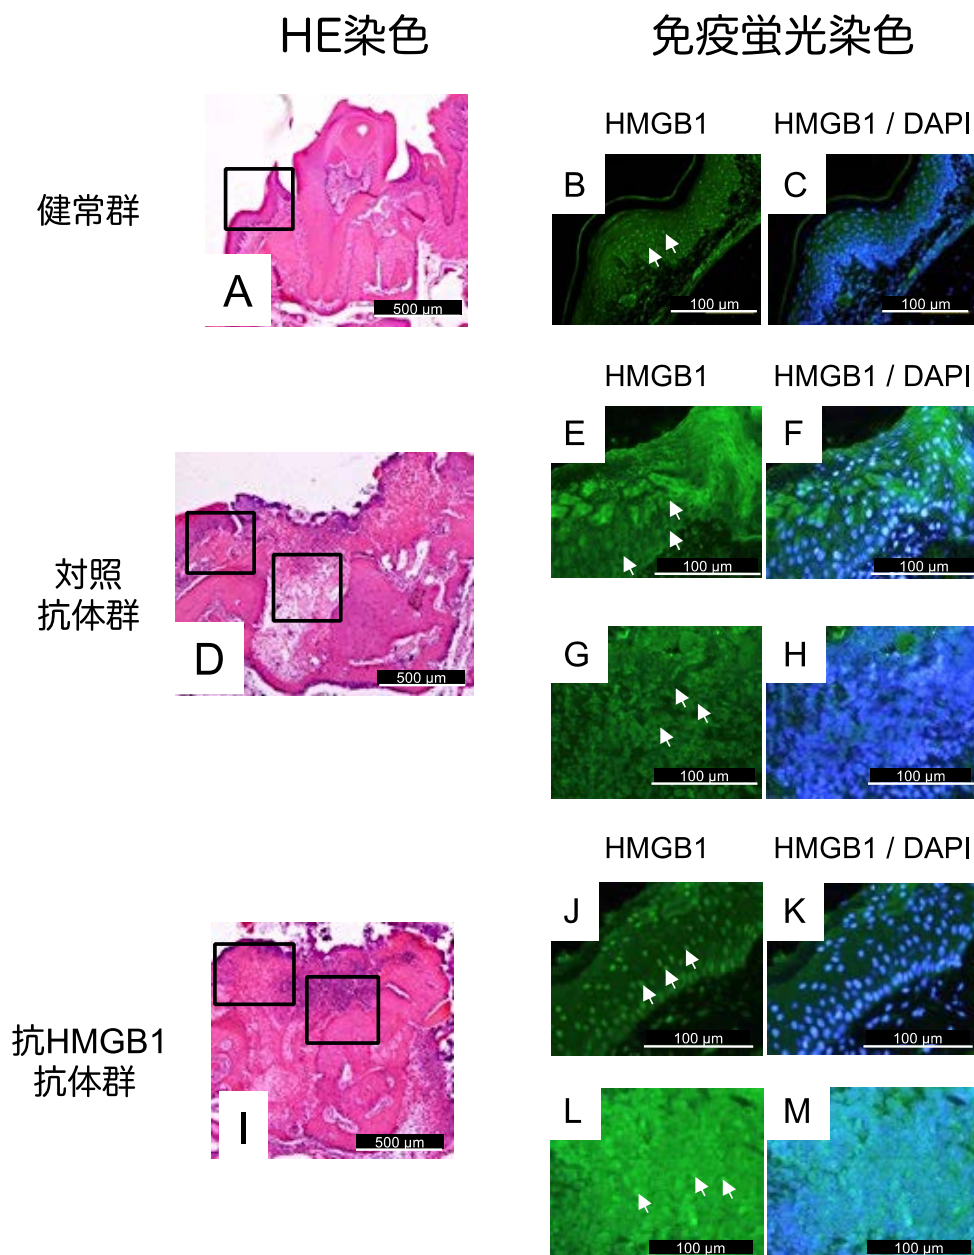 HE染色
免疫蛍光染色
健常群
A
500 μm
HMGB1
HMGB1 / DAPI
B
100 μm
C
100 μm
対照
抗体群
D
500 μm
HMGB1
HMGB1 / DAPI
E
100 μm
F
100 μm
G
100 μm
H
100 μm
抗HMGB1
抗体群
I
500 μm
HMGB1
HMGB1 / DAPI
J
100 μm
K
100 μm
L
100 μm
M
100 μm